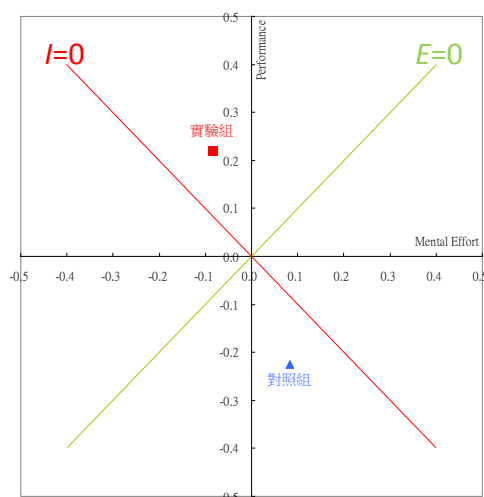 0.5
I=0
E=0
Performance
0.4
0.3
實驗組
0.2
0.1
Mental Effort
0.0
-0.5 -0.4 -0.3 -0.2 -0.1 0.0 0.1 0.2 0.3 0.4 0.5
-0.1
-0.2
對照組
-0.3
-0.4
-0.5